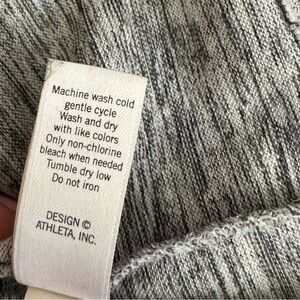 Machine wash cold
gentle cycle
Wash and dry
with like colors
Only non-chlorine
bleach when needed
Tumble dry low
Do not iron
DESIGN ©
ATHLETA, INC.